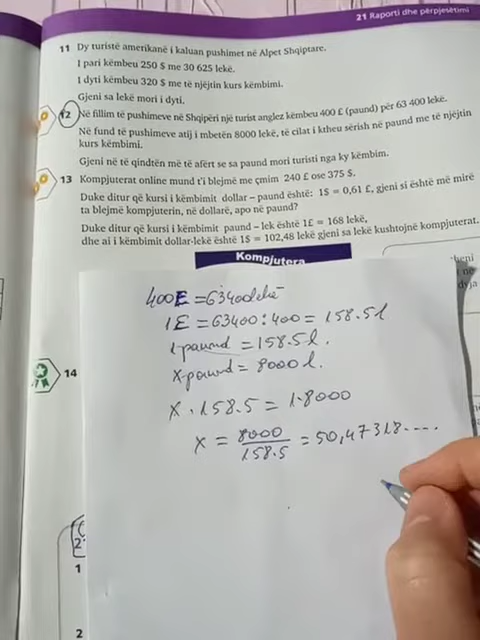 21 Raporti dhe përpjesëtimi
11 Dy turistë amerikanë i kaluan pushimet në Alpet Shqiptare.
I pari këmbeu 250 $ me 30 625 lekë.
I dyti këmbeu 320 $ me të njëjtin kurs këmbimi.
Gjeni sa lekë mori i dyti.
12 Në fillim të pushimeve në Shqipëri një turist anglez këmbeu 400 £ (paund) për 63 400 lekë.
Në fund të pushimeve atij i mbetën 8000 lekë, të cilat i ktheu sërish në paund me të njëjtin
kurs këmbimi.
Gjeni në të qindtën më të afërt se sa paund mori turisti nga ky këmbim.
13 Kompjuterat online mund t'i blejmë me çmim 240 £ ose 375 $.
Duke ditur që kursi i këmbimit dollar – paund është: 1$ = 0,61 £, gjeni si është më mirë
ta blejmë kompjuterin, në dollarë, apo në paund?
Duke ditur që kursi i këmbimit paund – lek është 1£ = 168 lekë,
dhe ai i këmbimit dollar-lekë është 1$ = 102,48 lekë gjeni sa lekë kushtojnë kompjuterat.
Kompjutera
400E = 63400lekë
1E = 63400:400 = 158.5 l
1 paund = 158.5 l.
x paund = 8000 l.
x · 158.5 = 1·8000
x = 8000 / 158.5 = 50,47318....
14
2
1
2